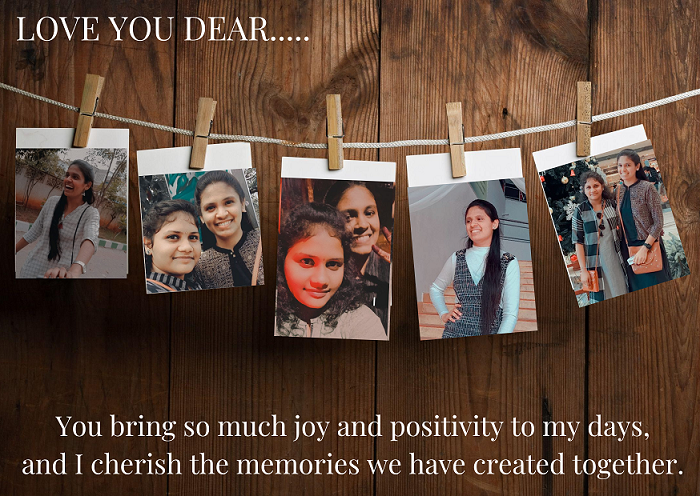 LOVE YOU DEAR.....
You bring so much joy and positivity to my days,
and I cherish the memories we have created together.